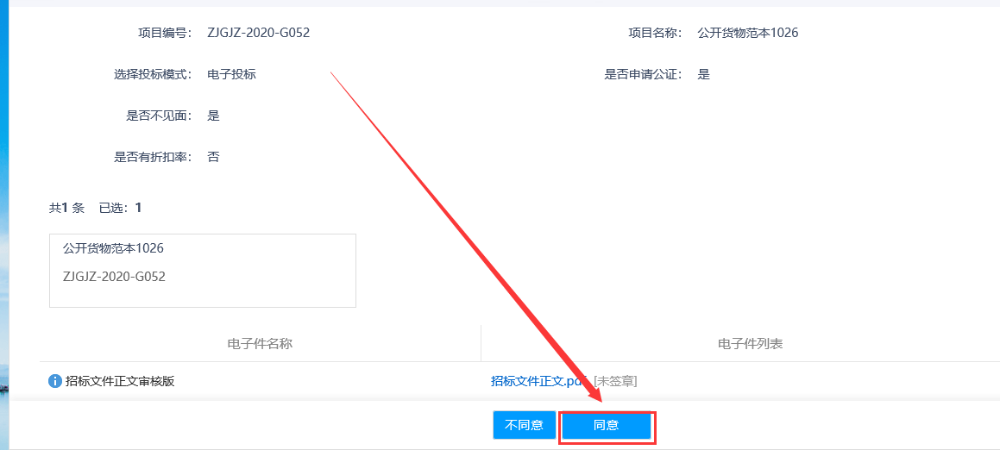 项目编号： ZJGJZ-2020-G052 项目名称： 公开货物范本1026
选择投标模式： 电子投标 是否申请公证： 是
是否不见面： 是
是否有折扣率： 否
共1 条 已选：1
公开货物范本1026
ZJGJZ-2020-G052
电子件名称 电子件列表
招标文件正文审核版 招标文件正文.pdf [未签章]
不同意 同意